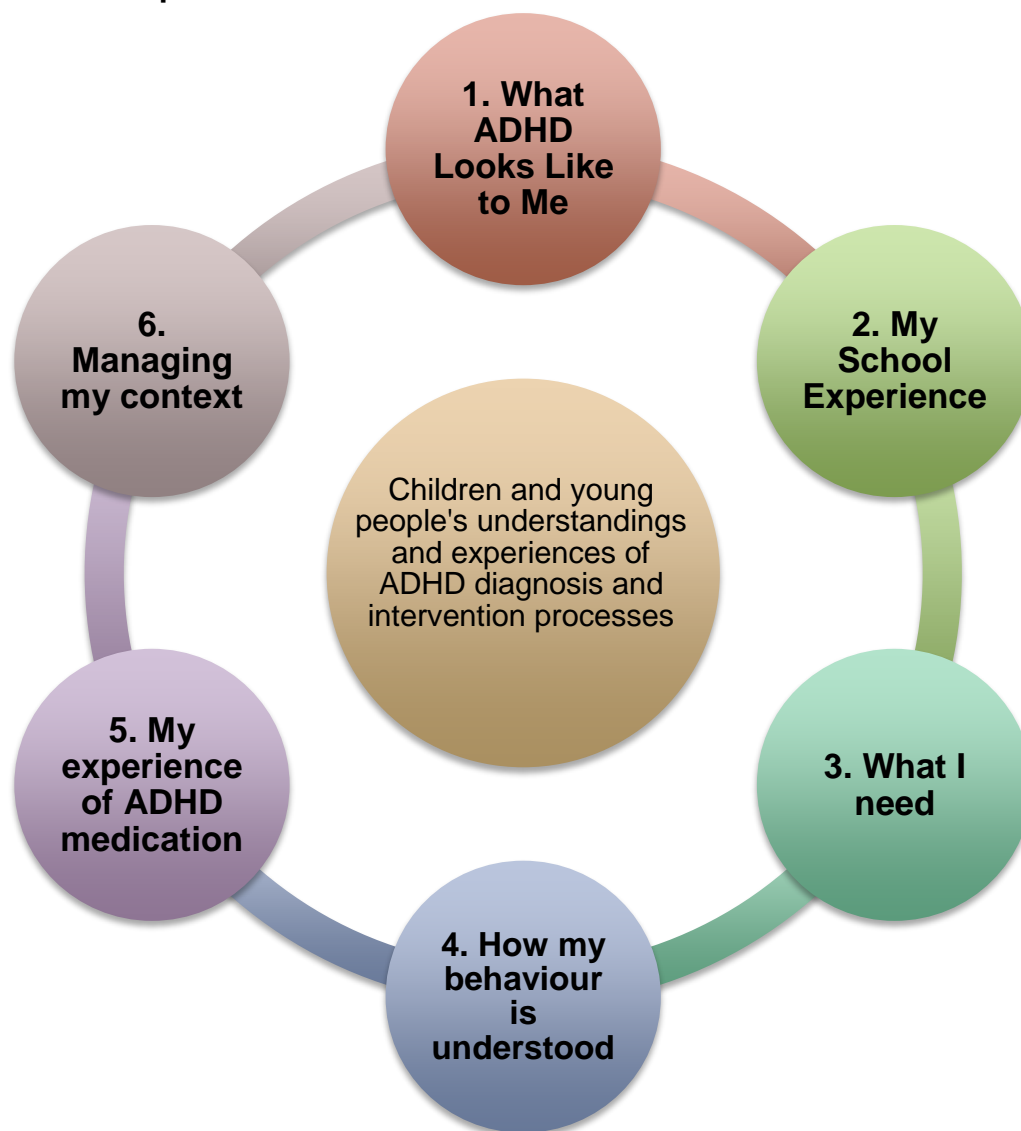 1. What
ADHD
Looks Like
to Me
2. My
School
Experience
3. What I
need
4. How my
behaviour
is
understood
5. My
experience
of ADHD
medication
6.
Managing
my context
Children and young
people's understandings
and experiences of
ADHD diagnosis and
intervention processes